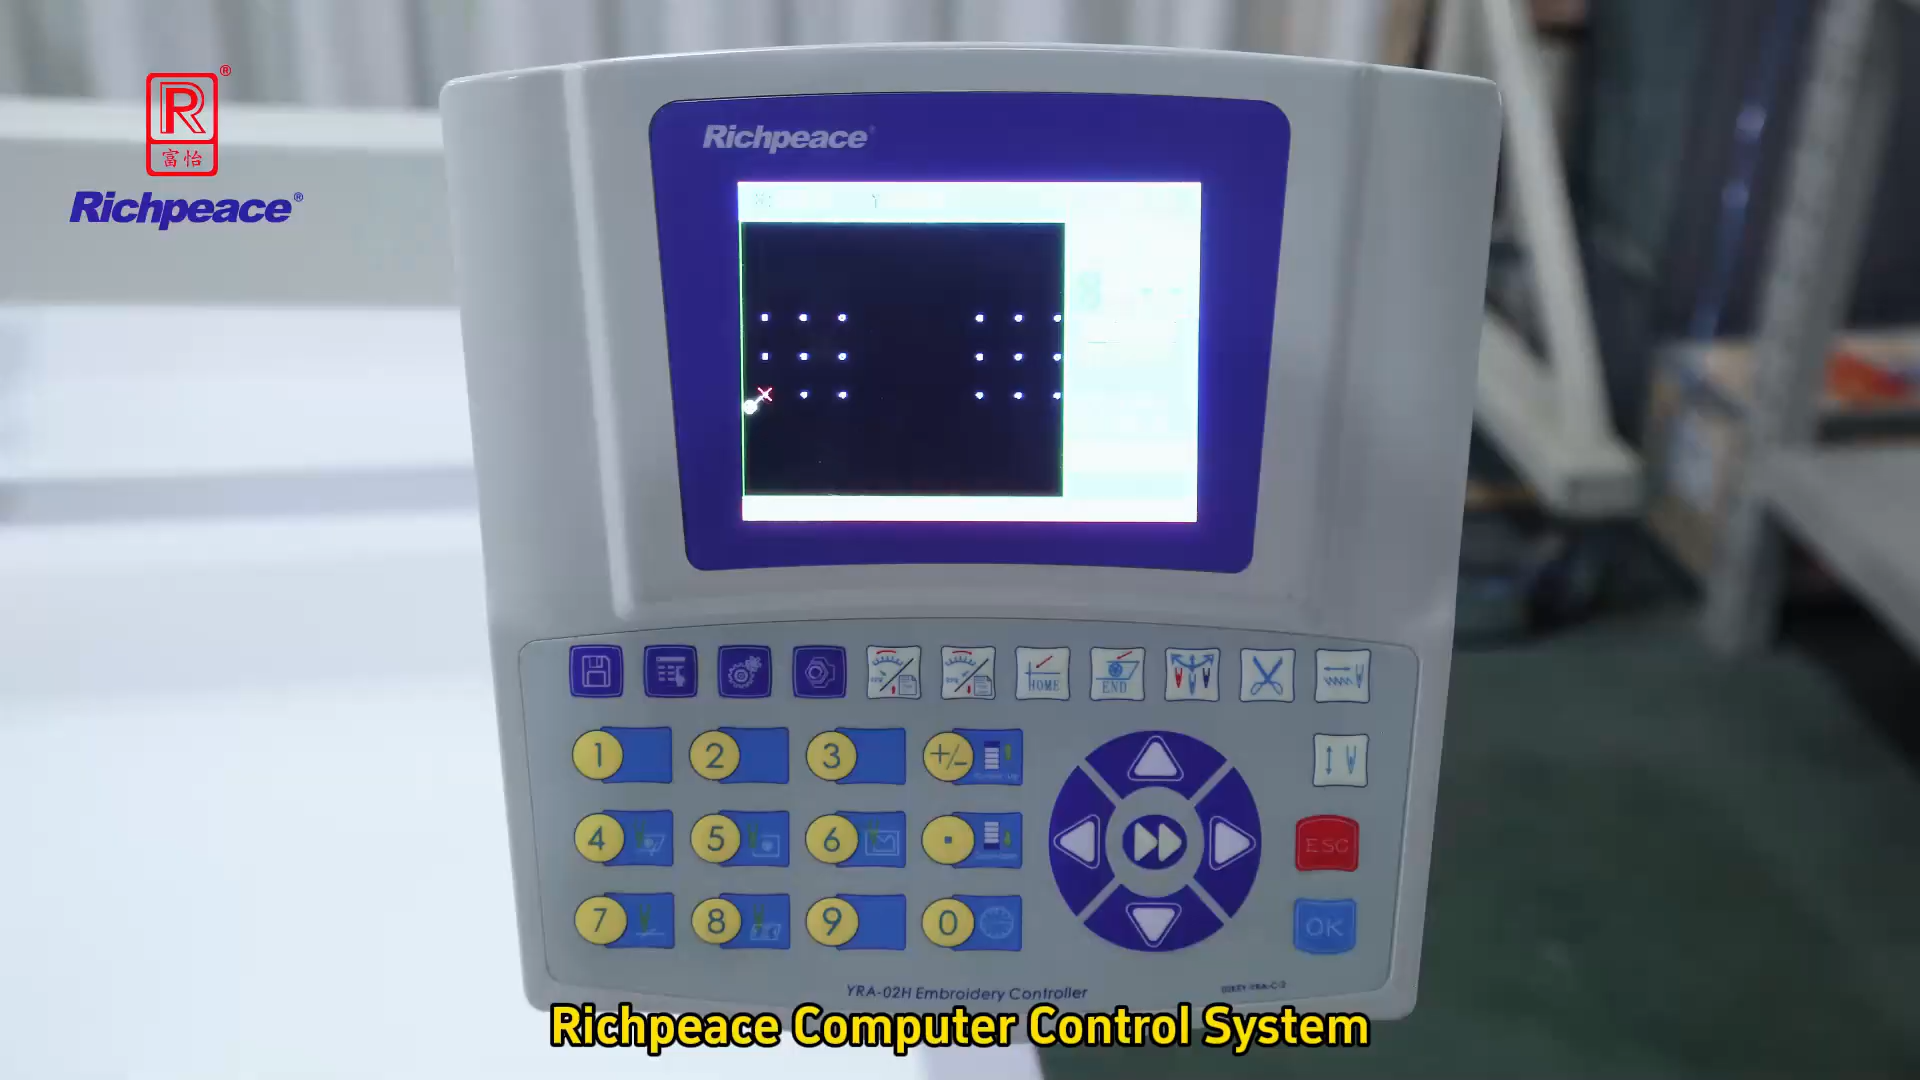 R®
富怡
Richpeace®
Richpeace
Y
HOME
END
1
2
3
+/-
4
5
6
.
ESC
7
8
9
0
OK
YRA-02H Embroidery Controller
Richpeace Computer Control System